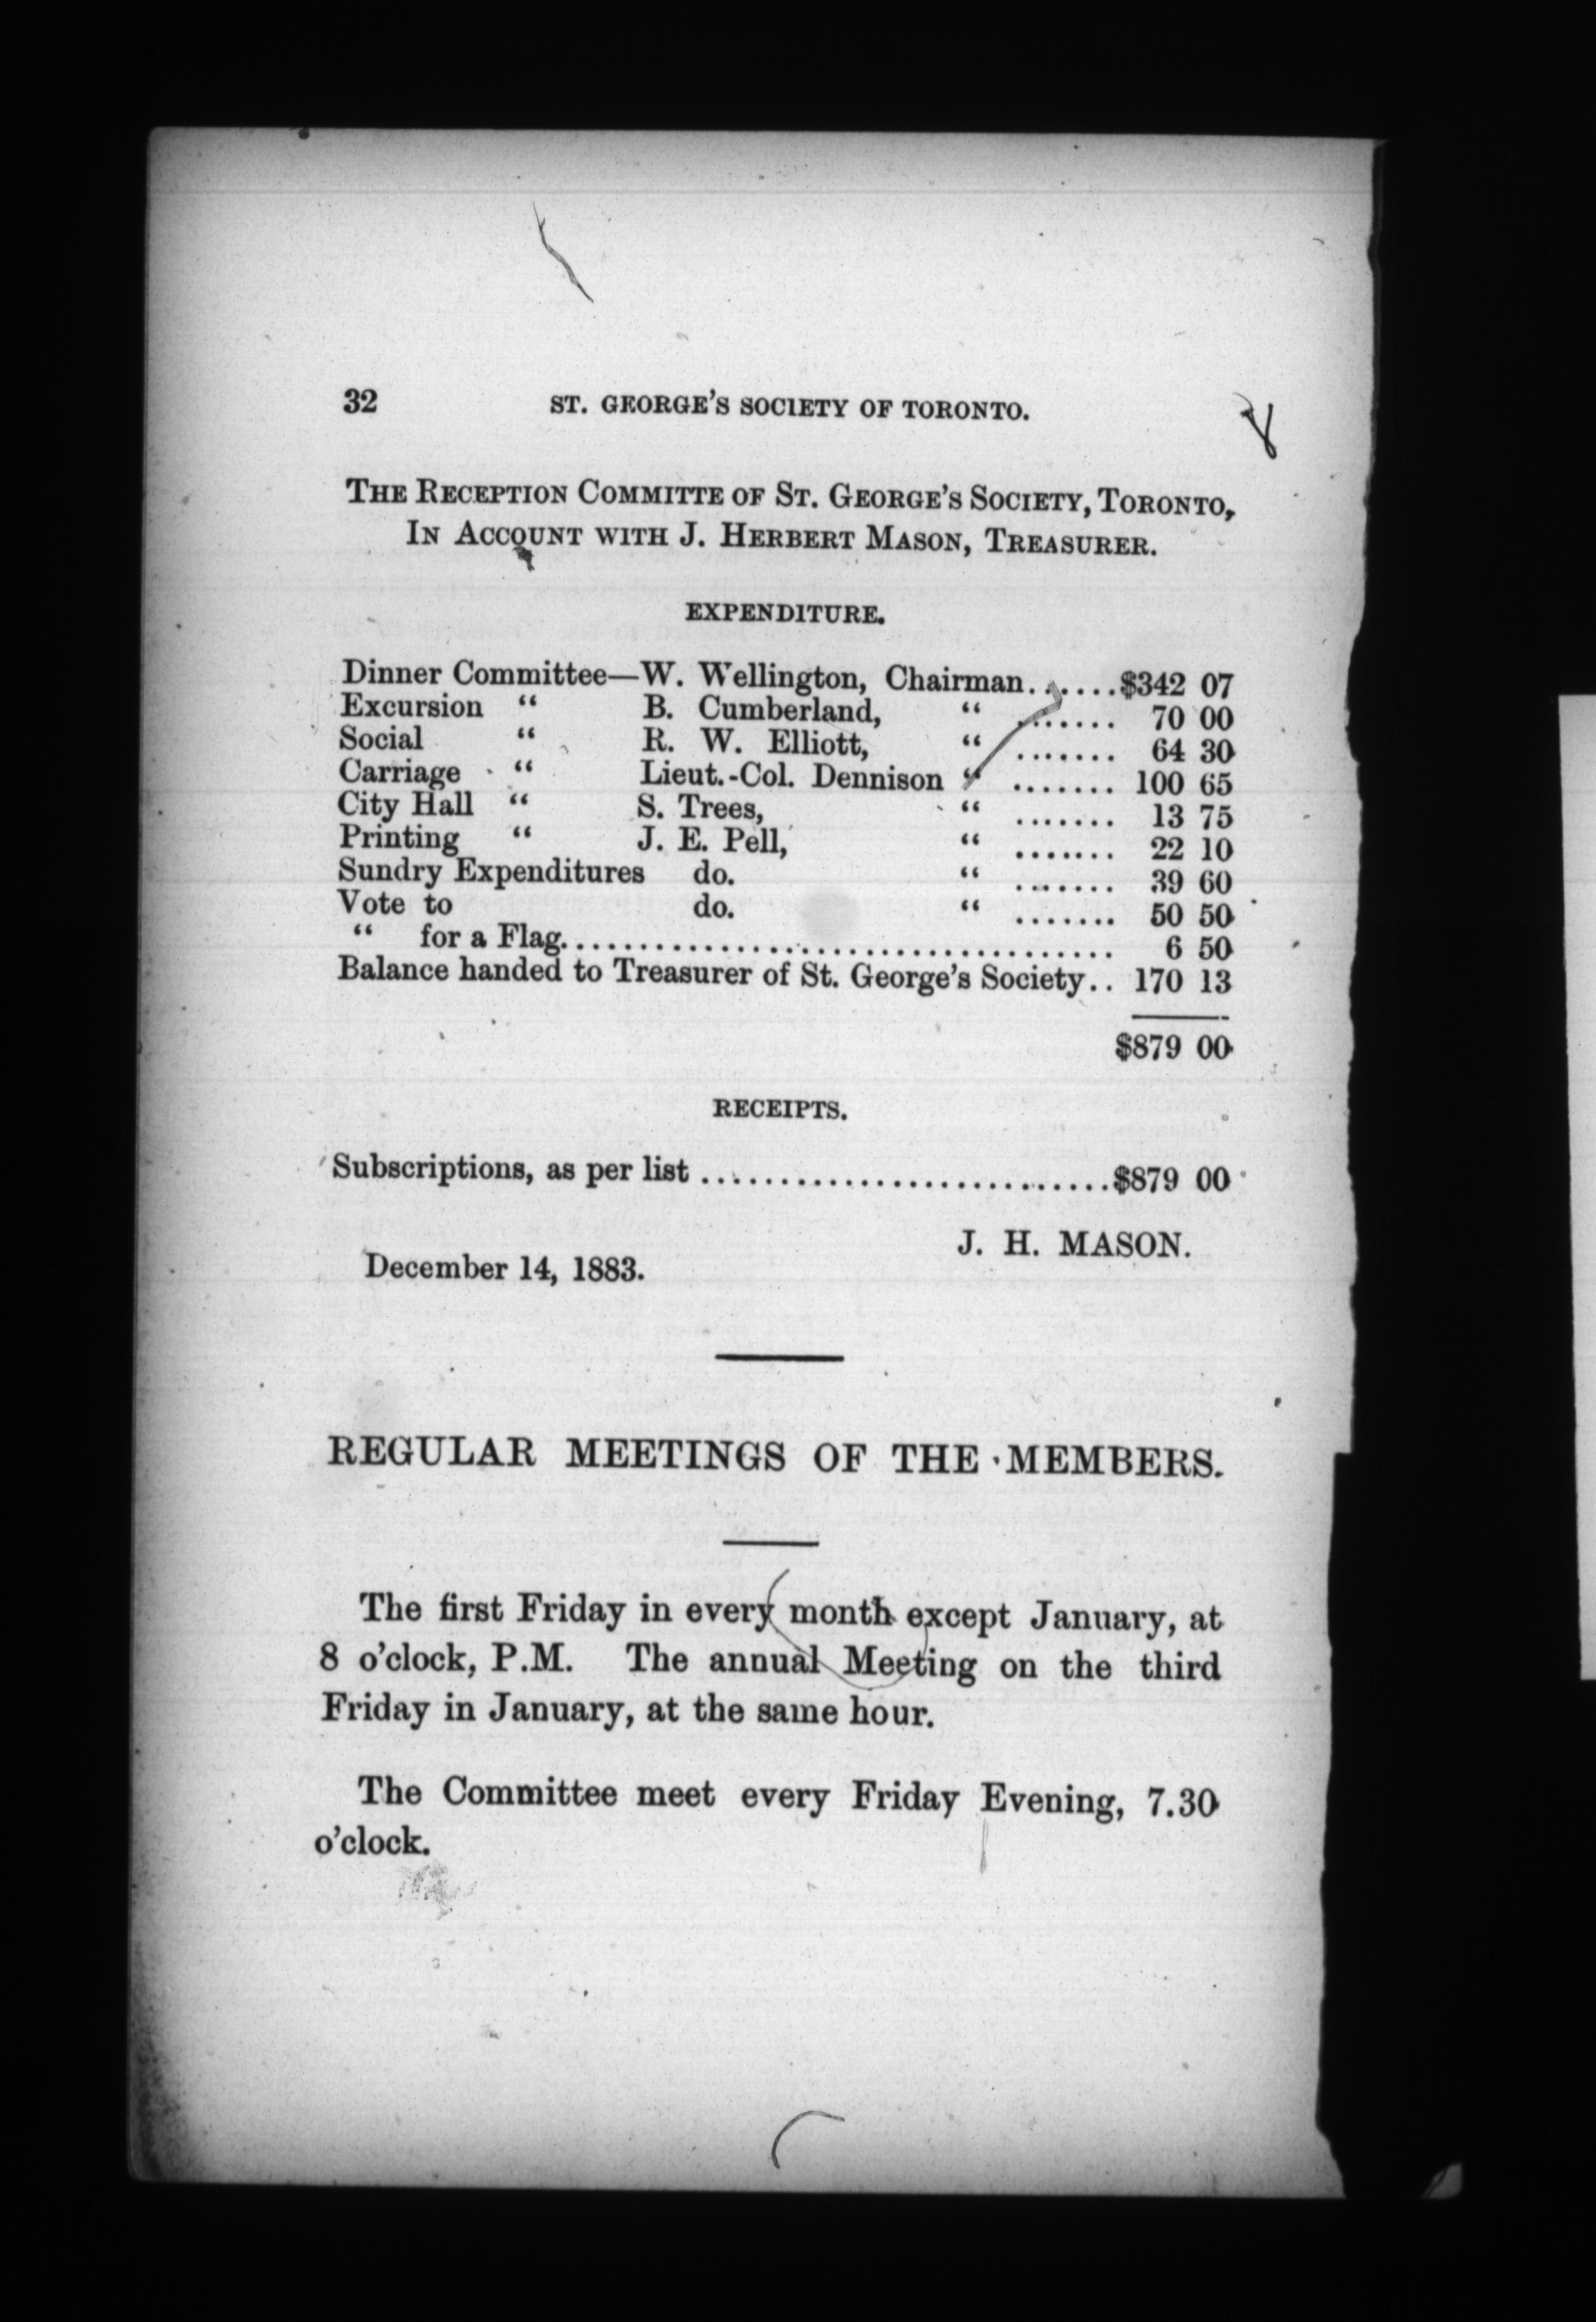 32 ST. GEORGE'S SOCIETY OF TORONTO.
THE RECEPTION COMMITTE OF ST. GEORGE'S SOCIETY, TORONTO,
IN ACCOUNT WITH J. HERBERT MASON, TREASURER.
EXPENDITURE.
Dinner Committee—W. Wellington, Chairman......$342 07
Excursion " B. Cumberland, " ....... 70 00
Social " R. W. Elliott, " ....... 64 30
Carriage " Lieut.-Col. Dennison " ....... 100 65
City Hall " S. Trees, " ....... 13 75
Printing " J. E. Pell, " ....... 22 10
Sundry Expenditures do. " ....... 39 60
Vote to do. " ....... 50 50
" for a Flag................................... 6 50
Balance handed to Treasurer of St. George's Society.. 170 13
$879 00
RECEIPTS.
Subscriptions, as per list ..........................$879 00
J. H. MASON.
December 14, 1883.
REGULAR MEETINGS OF THE MEMBERS.
The first Friday in every month except January, at
8 o'clock, P.M. The annual Meeting on the third
Friday in January, at the same hour.
The Committee meet every Friday Evening, 7.30
o'clock.